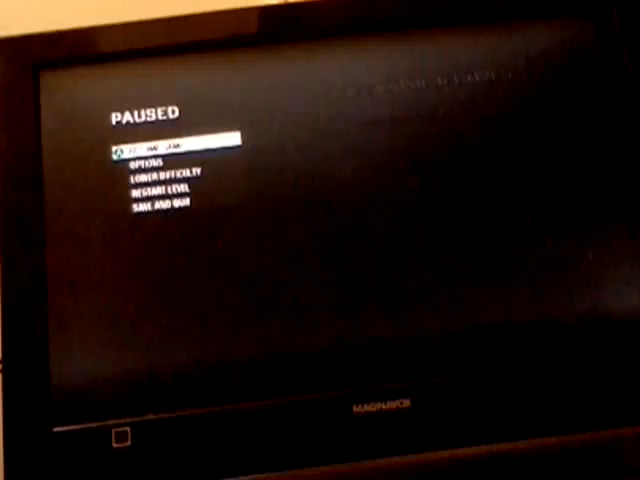 PAUSED
OPTIONS
LOWER DIFFICULTY
RESTART LEVEL
SAVE AND QUIT
MAGNAVOX